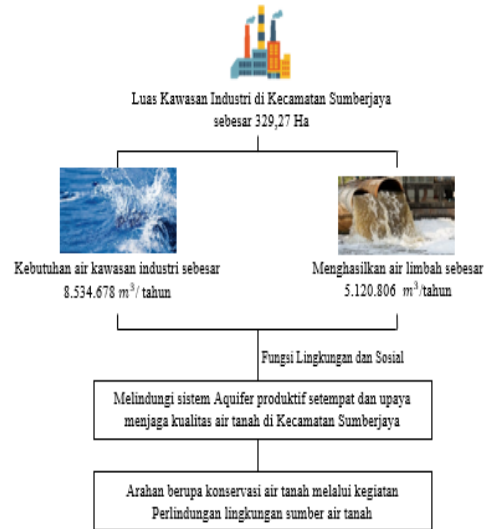 Luas Kawasan Industri di Kecamatan Sumberjaya
sebesar 329,27 Ha
Kebutuhan air kawasan industri sebesar
8.534.678 m³/ tahun
Menghasilkan air limbah sebesar
5.120.806 m³/tahun
Fungsi Lingkungan dan Sosial
Melindungi sistem Aquifer produktif setempat dan upaya
menjaga kualitas air tanah di Kecamatan Sumberjaya
Arahan berupa konservasi air tanah melalui kegiatan
Perlindungan lingkungan sumber air tanah